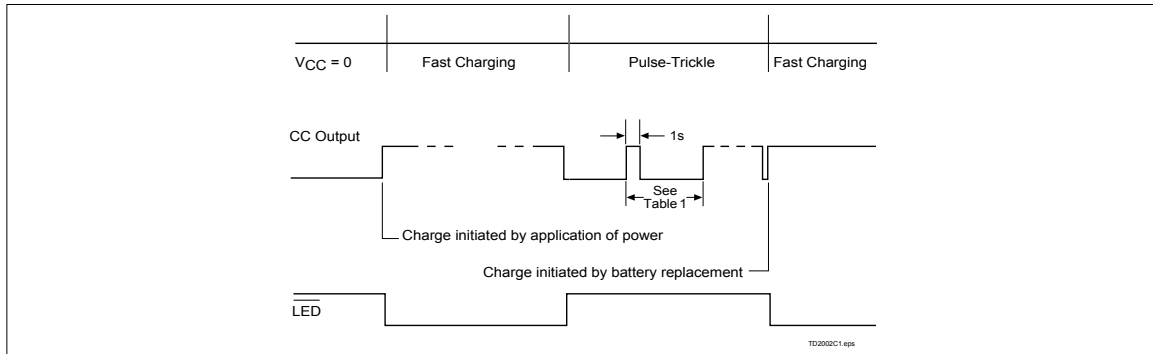 VCC = 0 Fast Charging Pulse-Trickle Fast Charging
CC Output
1s
See
Table 1
Charge initiated by application of power
Charge initiated by battery replacement
LED
TD2002C1.eps